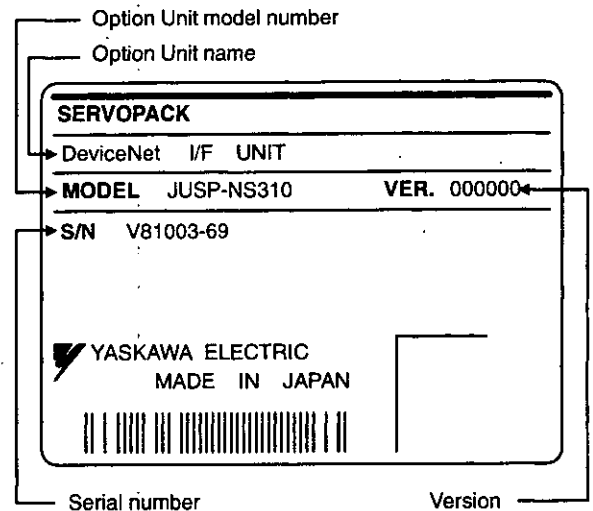 Option Unit model number
Option Unit name
SERVOPACK
DeviceNet I/F UNIT
MODEL JUSP-NS310 VER. 000000
S/N V81003-69
YASKAWA ELECTRIC
MADE IN JAPAN
Serial number Version